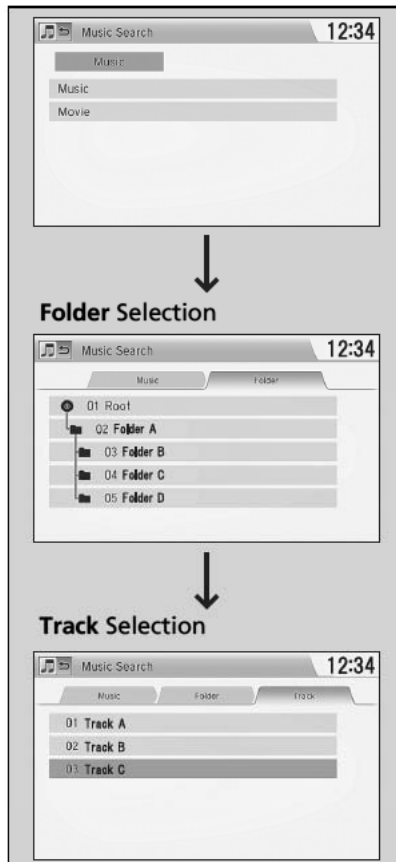 Music Search 12:34
Music
Music
Movie
Folder Selection
Music Search 12:34
Music Folder
01 Root
02 Folder A
03 Folder B
04 Folder C
05 Folder D
Track Selection
Music Search 12:34
Music Folder Track
01 Track A
02 Track B
03 Track C